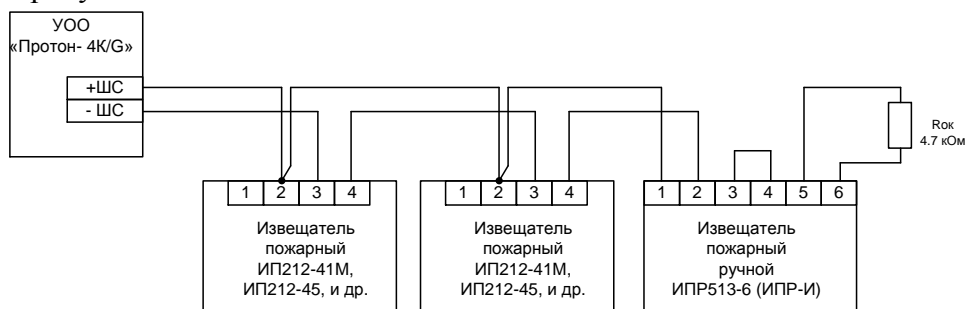 УОО
«Протон- 4К/G»
+ШС
- ШС
Rок
4.7 кОм
1 2 3 4
1 2 3 4
1 2 3 4 5 6
Извещатель
пожарный
ИП212-41М,
ИП212-45, и др.
Извещатель
пожарный
ИП212-41М,
ИП212-45, и др.
Извещатель
пожарный
ручной
ИПР513-6 (ИПР-И)